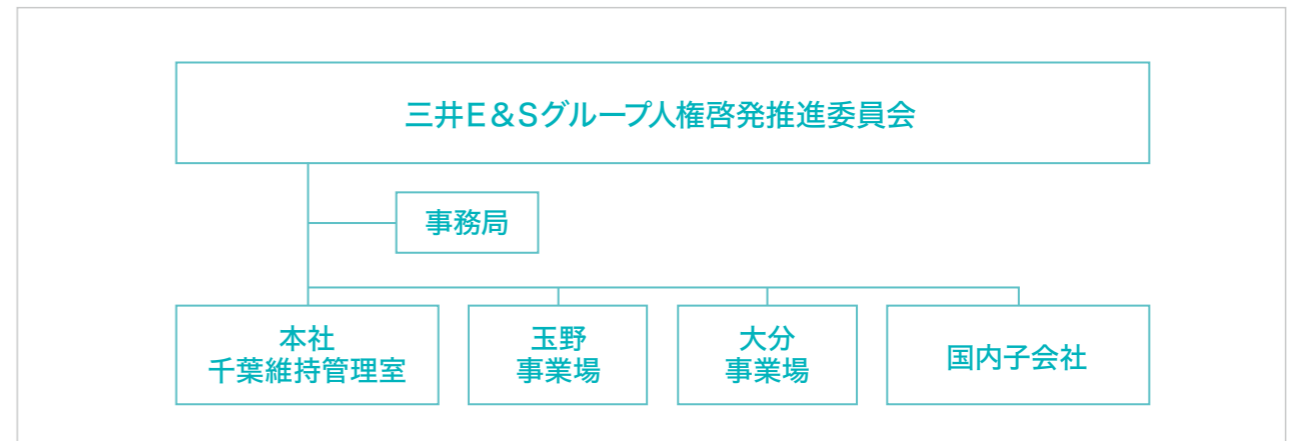 三井E&Sグループ人権啓発推進委員会
事務局
本社
千葉維持管理室
玉野
事業場
大分
事業場
国内子会社